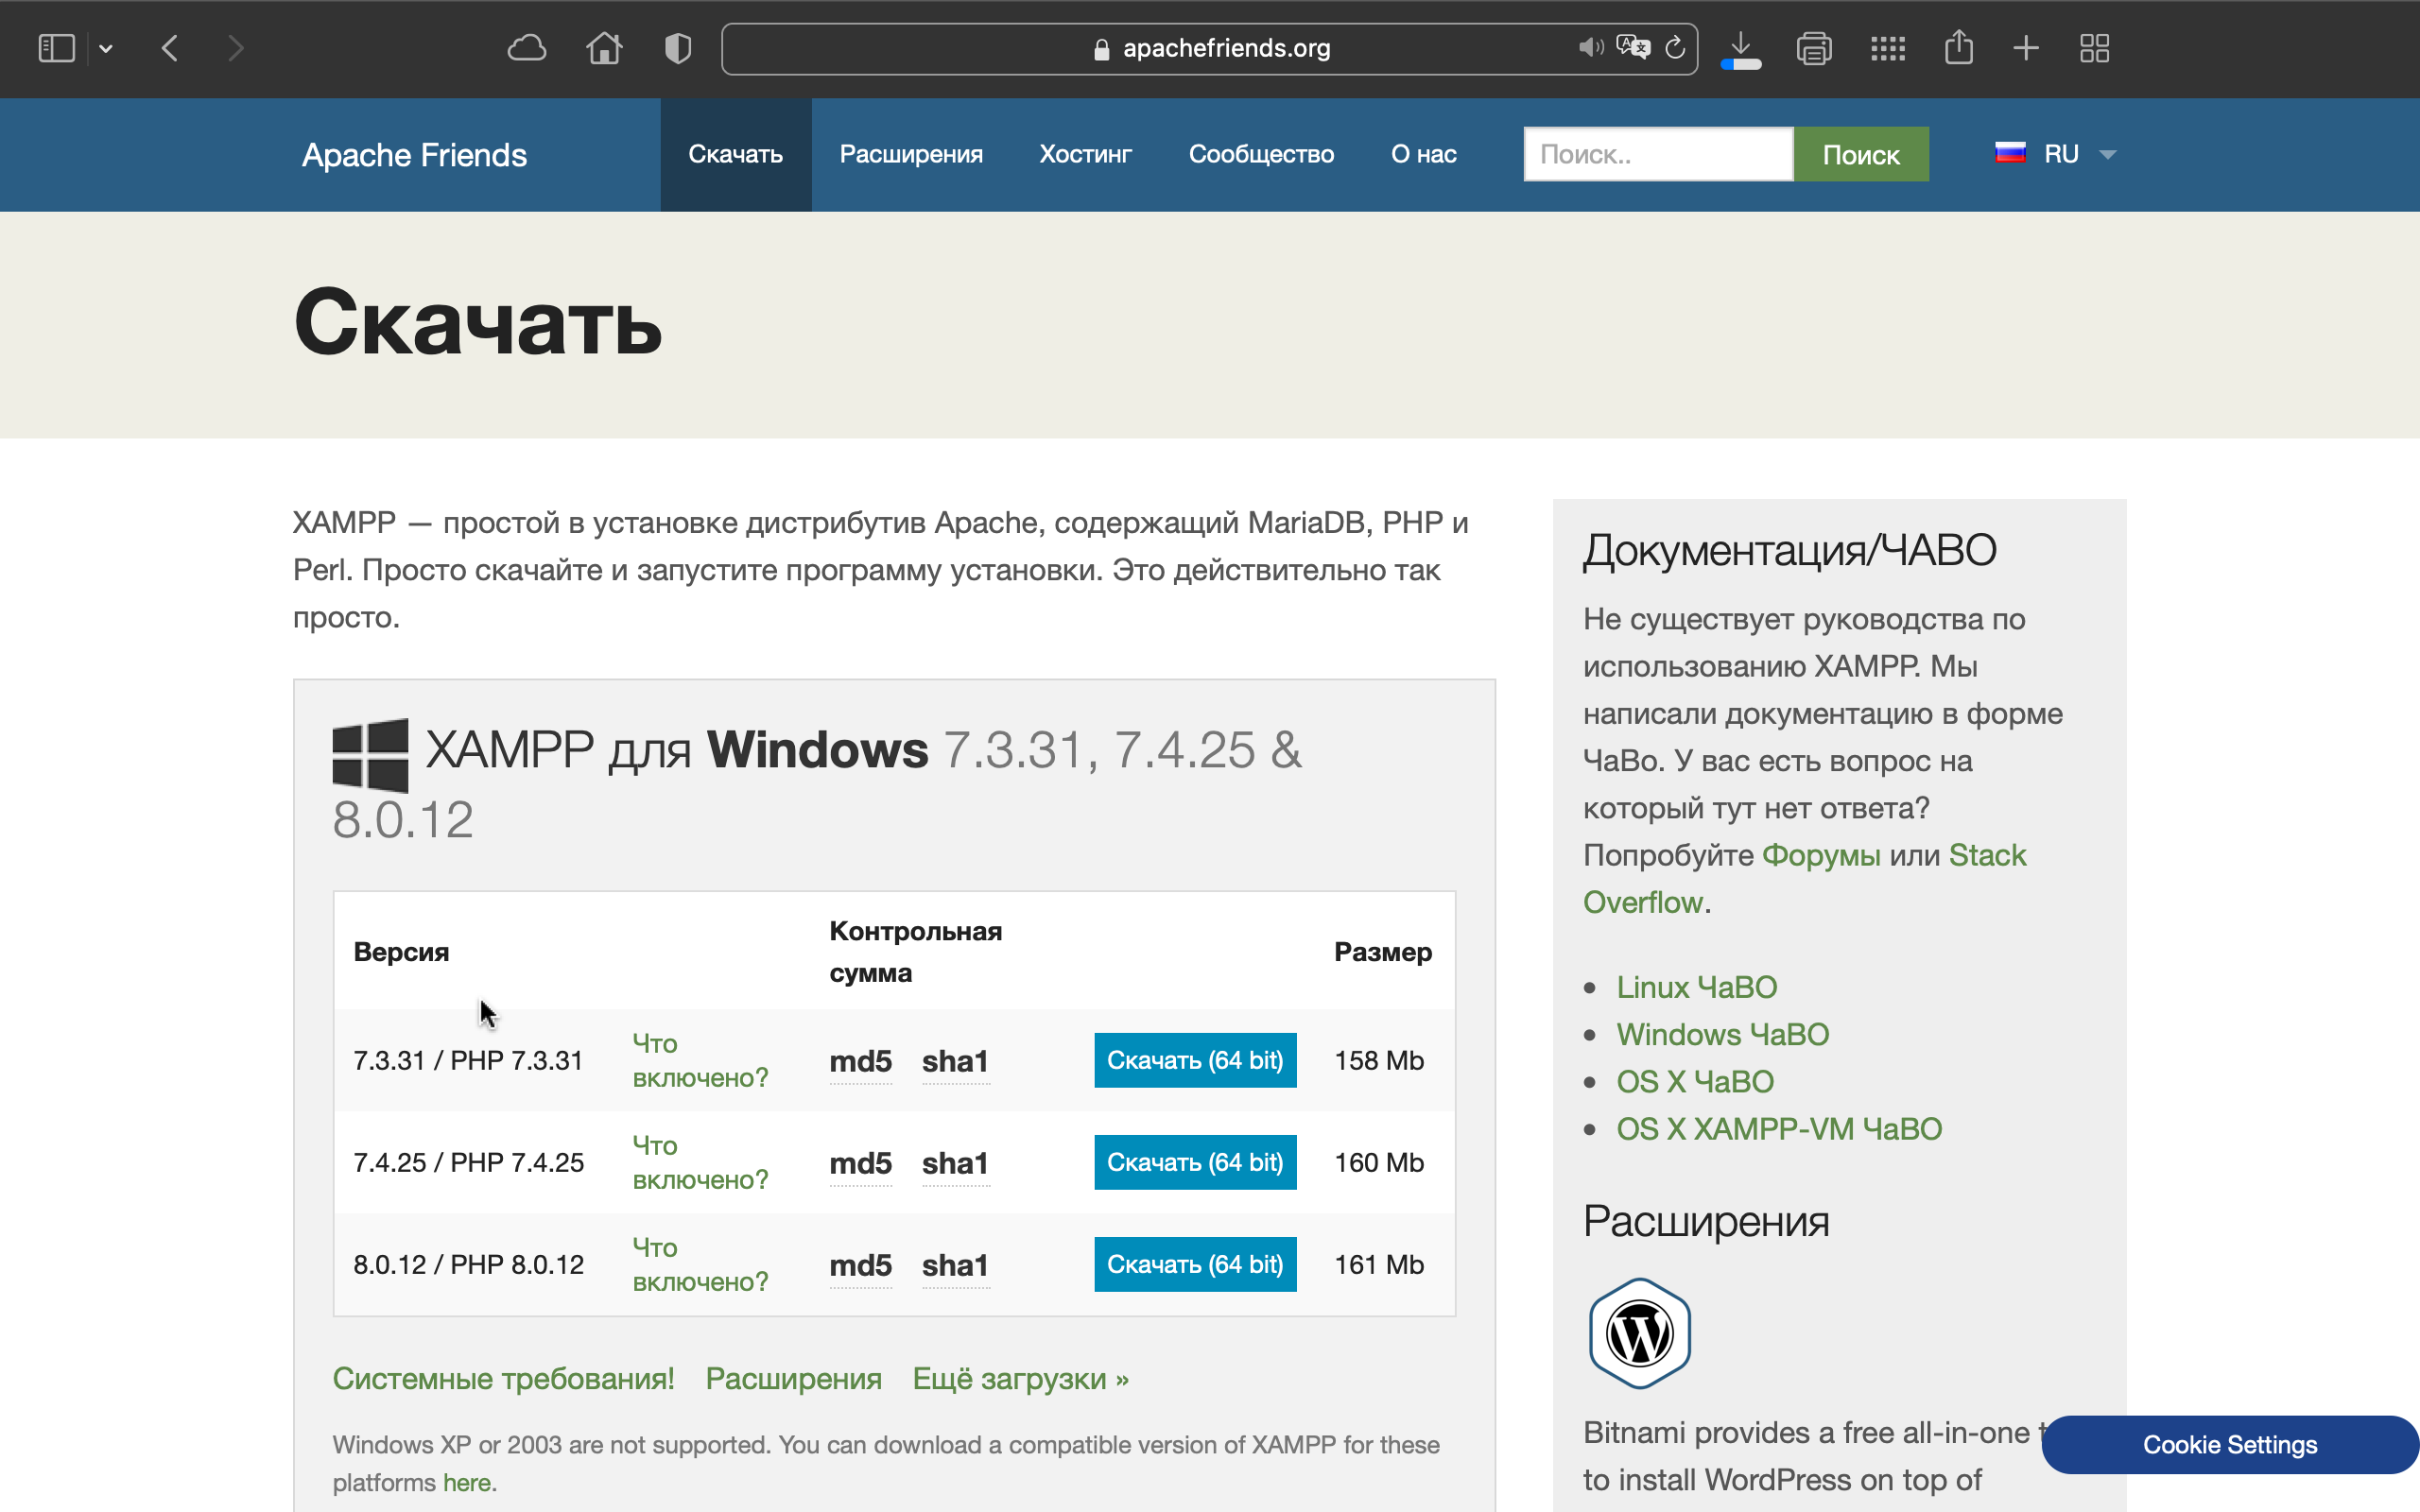 apachefriends.org
Apache Friends
Скачать
Расширения
Хостинг
Сообщество
О нас
Поиск..
Поиск
RU
Скачать
XAMPP — простой в установке дистрибутив Apache, содержащий MariaDB, PHP и
Perl. Просто скачайте и запустите программу установки. Это действительно так
просто.
XAMPP для Windows 7.3.31, 7.4.25 &
8.0.12
Версия
Контрольная
сумма
Размер
7.3.31 / PHP 7.3.31
Что
включено?
md5 sha1
Скачать (64 bit)
158 Mb
7.4.25 / PHP 7.4.25
Что
включено?
md5 sha1
Скачать (64 bit)
160 Mb
8.0.12 / PHP 8.0.12
Что
включено?
md5 sha1
Скачать (64 bit)
161 Mb
Системные требования! Расширения Ещё загрузки »
Windows XP or 2003 are not supported. You can download a compatible version of XAMPP for these
platforms here.
Документация/ЧАВО
Не существует руководства по
использованию XAMPP. Мы
написали документацию в форме
ЧаВо. У вас есть вопрос на
который тут нет ответа?
Попробуйте Форумы или Stack
Overflow.
Linux ЧаВО
Windows ЧаВО
OS X ЧаВО
OS X XAMPP-VM ЧаВО
Расширения
Bitnami provides a free all-in-one
to install WordPress on top of
Cookie Settings